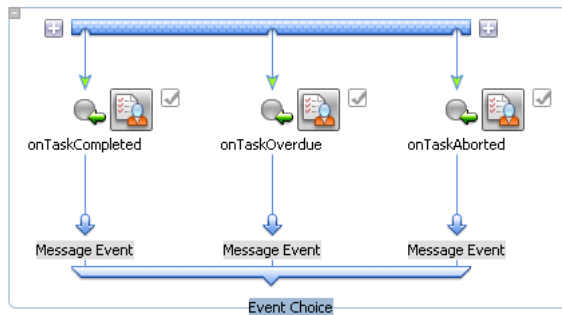 onTaskCompleted
onTaskOverdue
onTaskAborted
Message Event
Message Event
Message Event
Event Choice